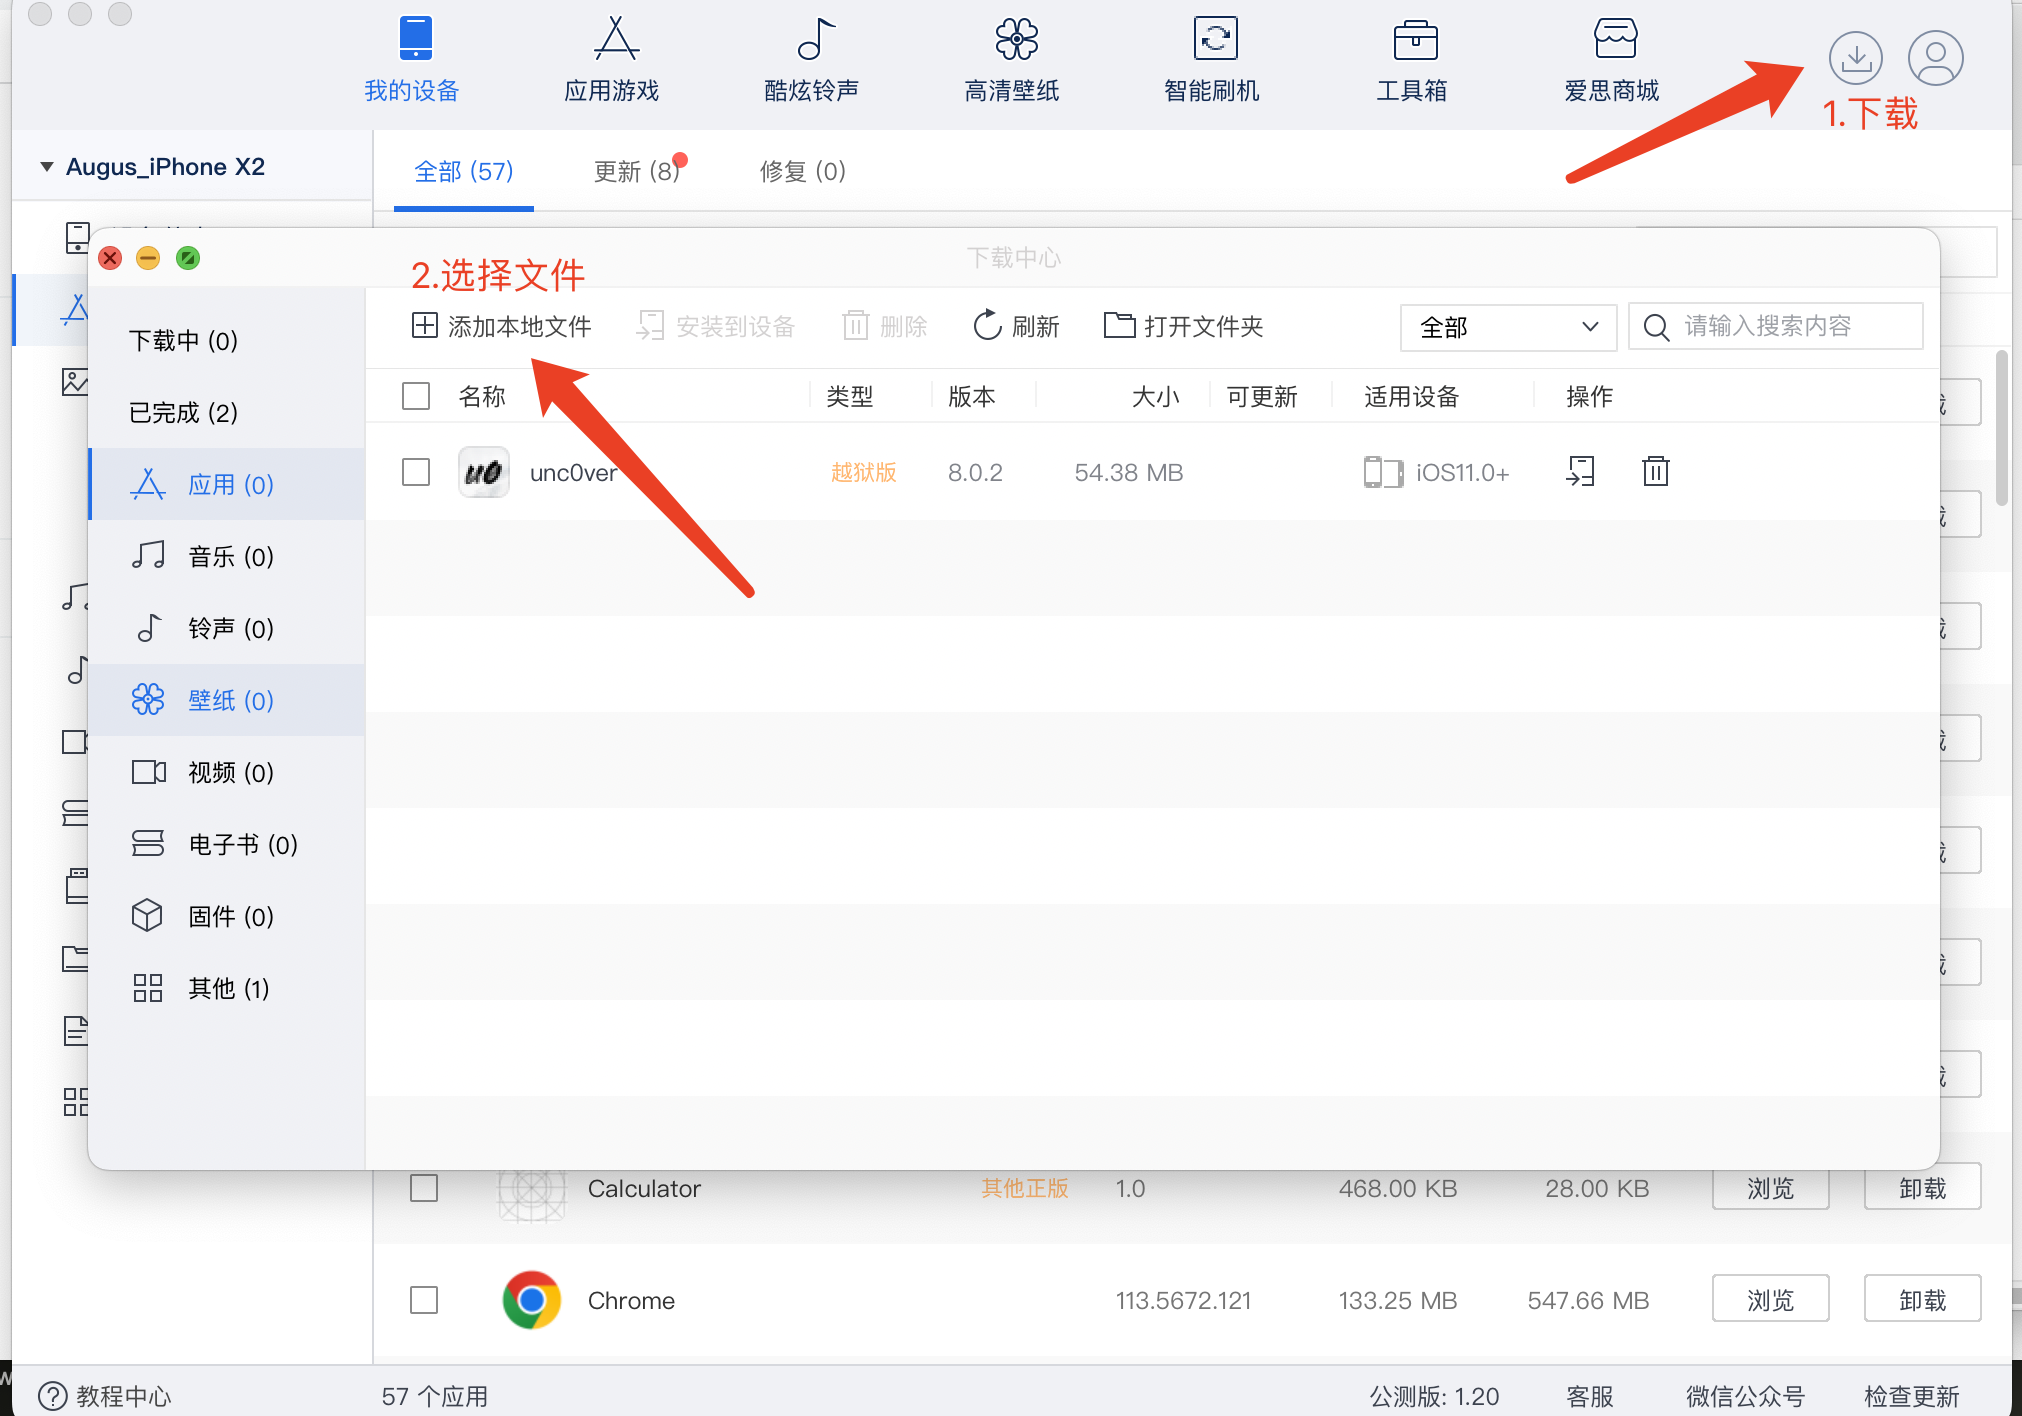 我的设备
应用游戏
酷炫铃声
高清壁纸
智能刷机
工具箱
爱思商城
1.下载
Augus_iPhone X2
全部 (57)
更新 (8)
修复 (0)
下载中心
2.选择文件
添加本地文件
安装到设备
删除
刷新
打开文件夹
全部
请输入搜索内容
下载中 (0)
已完成 (2)
应用 (0)
音乐 (0)
铃声 (0)
壁纸 (0)
视频 (0)
电子书 (0)
固件 (0)
其他 (1)
名称 类型 版本 大小 可更新 适用设备 操作
u0 unc0ver 越狱版 8.0.2 54.38 MB iOS11.0+
Calculator 其他正版 1.0 468.00 KB 28.00 KB 浏览 卸载
Chrome 113.5672.121 133.25 MB 547.66 MB 浏览 卸载
教程中心
57 个应用
公测版: 1.20
客服
微信公众号
检查更新